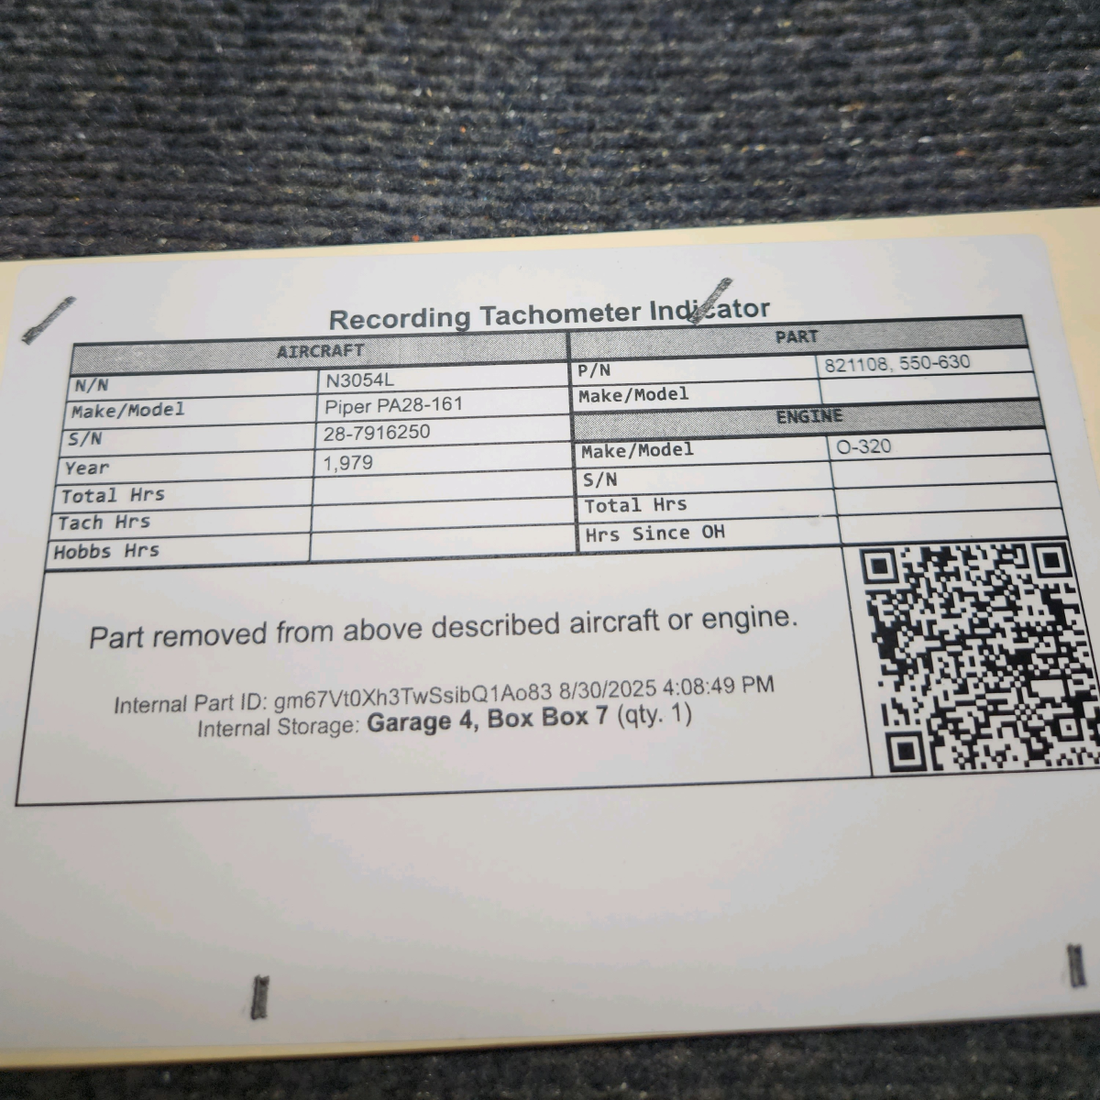 Recording Tachometer Indicator
AIRCRAFT
N/N N3054L
Make/Model Piper PA28-161
S/N 28-7916250
Year 1,979
Total Hrs
Tach Hrs
Hobbs Hrs
PART
P/N 821108, 550-630
Make/Model
ENGINE
Make/Model O-320
S/N
Total Hrs
Hrs Since OH
Part removed from above described aircraft or engine.
Internal Part ID: gm67Vt0Xh3TwSsibQ1Ao83 8/30/2025 4:08:49 PM
Internal Storage: Garage 4, Box Box 7 (qty. 1)